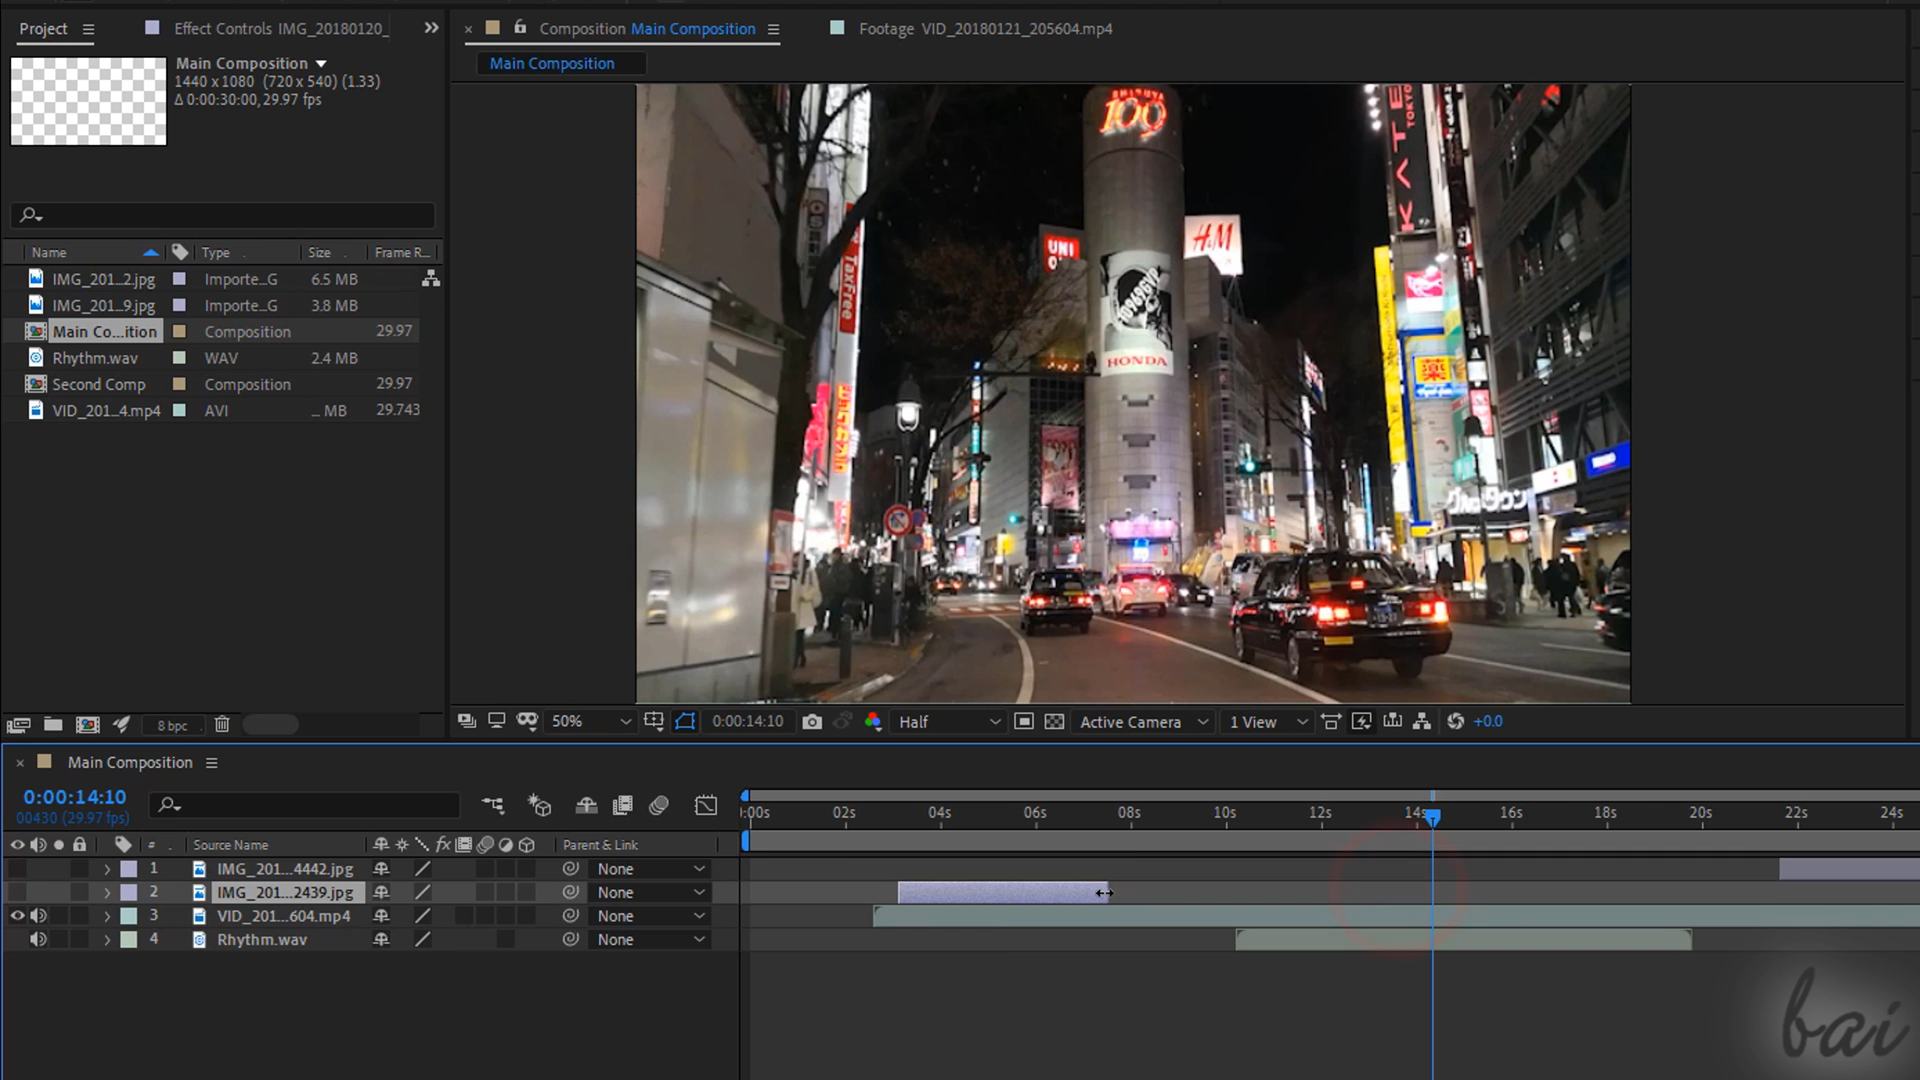 Project
Effect Controls IMG_20180120_
Composition Main Composition
Footage VID_20180121_205604.mp4
Main Composition
1440 x1080 (720 x 540) (1.33)
Δ 0:00:30:00, 29.97 fps
Main Composition
SHIBUYA
109
UNI
H&M
TaxFree
TOKYO
HONDA
薬
Name Type Size Frame R...
IMG_201...2.jpg Importe...G 6.5 MB
IMG_201...9.jpg Importe...G 3.8 MB
Main Co...ition Composition 29.97
Rhythm.wav WAV 2.4 MB
Second Comp Composition 29.97
VID_201...4.mp4 AVI ... MB 29.743
8 bpc
50%
0:00:14:10
Half
Active Camera
1 View
+0.0
Main Composition
0:00:14:10
00430 (29.97 fps)
:00s 02s 04s 06s 08s 10s 12s 14s 16s 18s 20s 22s 24s
# Source Name fx Parent & Link
1 IMG_201...4442.jpg None
2 IMG_201...2439.jpg None
3 VID_201...604.mp4 None
4 Rhythm.wav None
bai